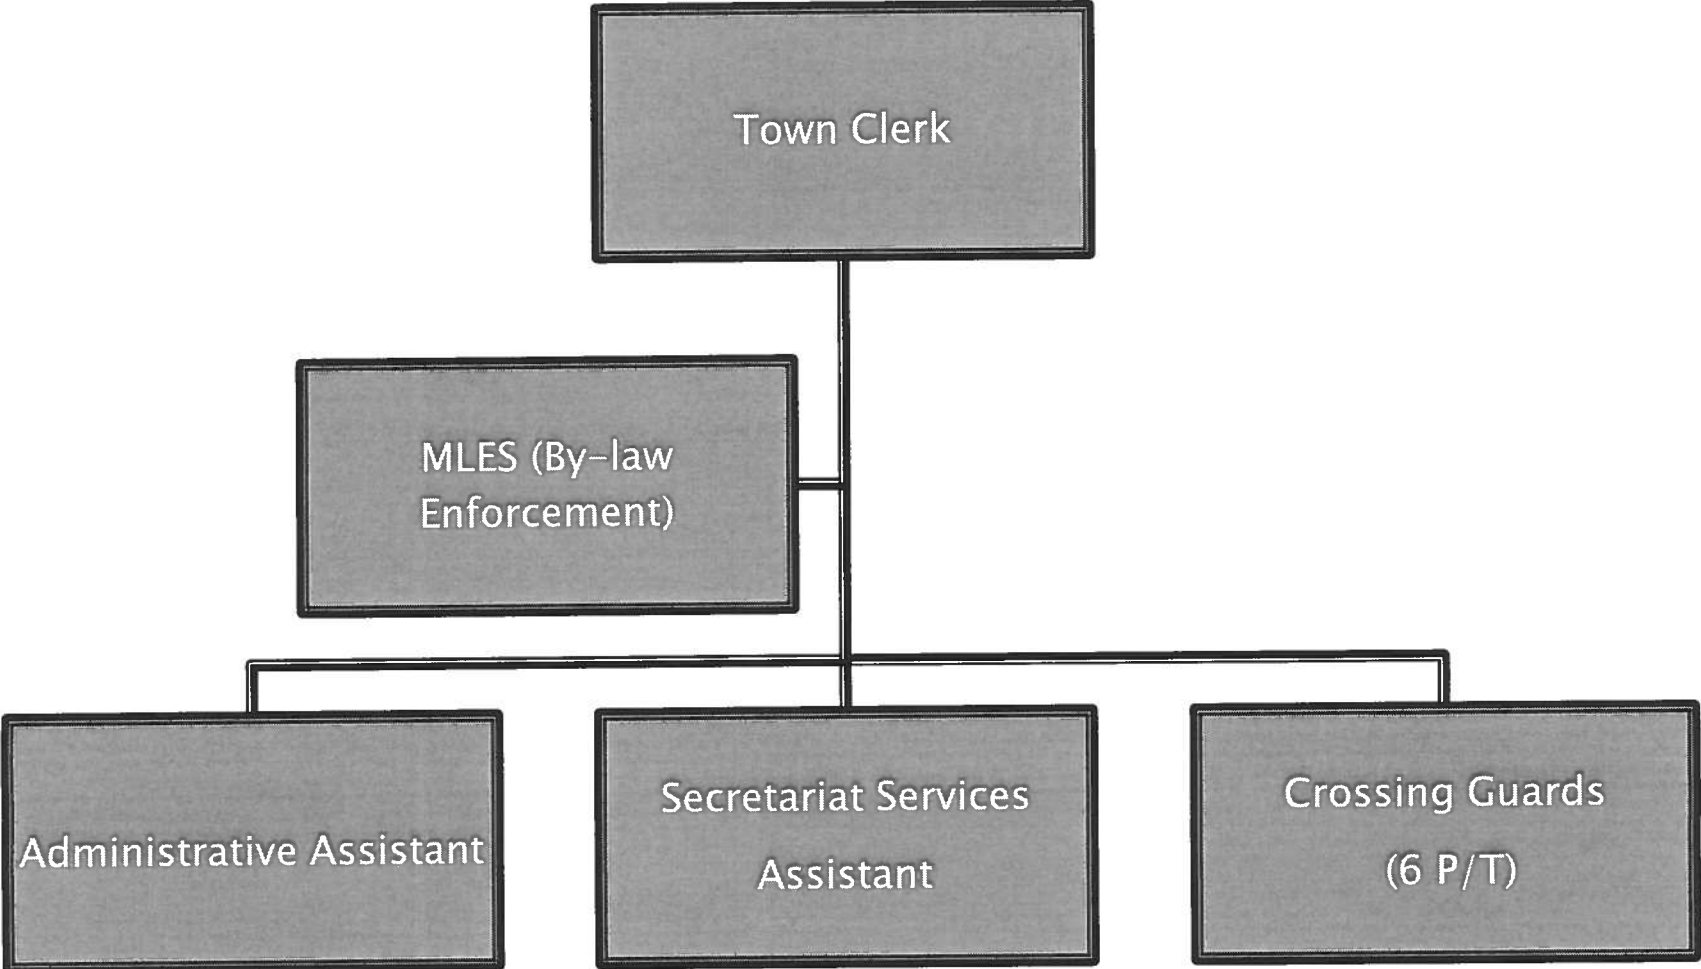 Town Clerk
MLES (By-law
Enforcement)
Administrative Assistant
Secretariat Services
Assistant
Crossing Guards
(6 P/T)